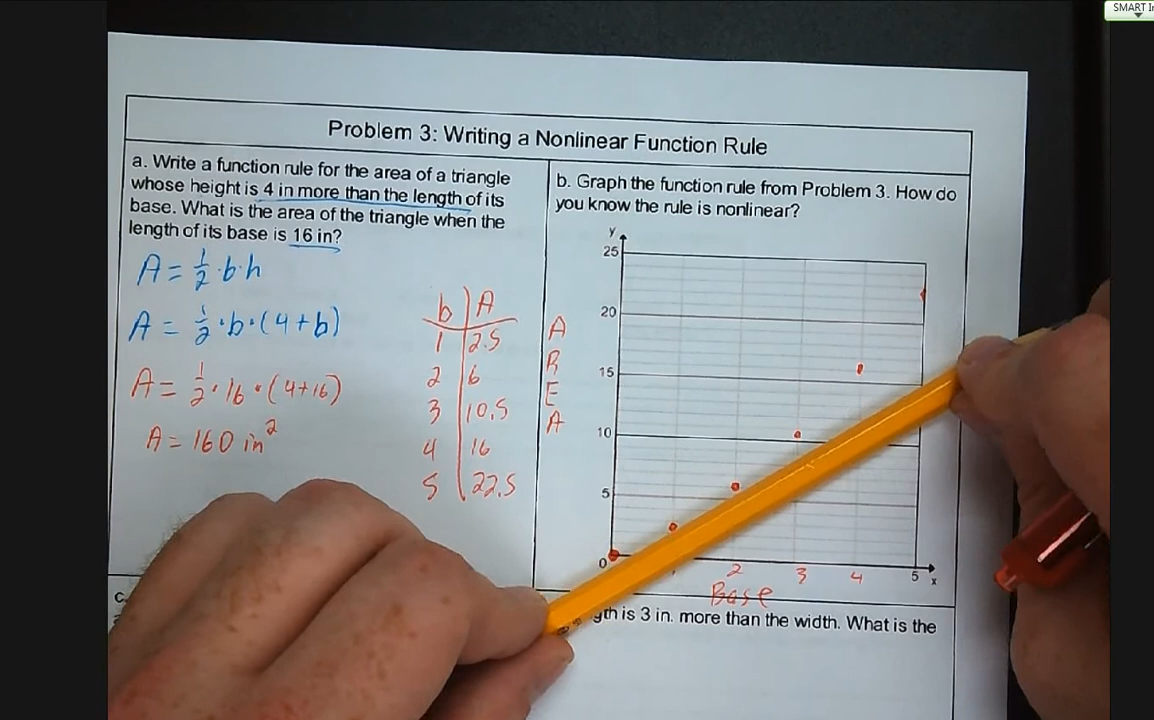 SMART In
Problem 3: Writing a Nonlinear Function Rule
a. Write a function rule for the area of a triangle
whose height is 4 in more than the length of its
base. What is the area of the triangle when the
length of its base is 16 in?
A = 1/2 · b · h
A = 1/2 · b · (4 + b)
A = 1/2 · 16 · (4 + 16)
A = 160 in²
b | A
1 | 2.5
2 | 6
3 | 10.5
4 | 16
5 | 22.5
b. Graph the function rule from Problem 3. How do
you know the rule is nonlinear?
y
25
20
15
10
5
0
AREA
2 3 4 5 x
Base
c.
is 3 in. more than the width. What is the